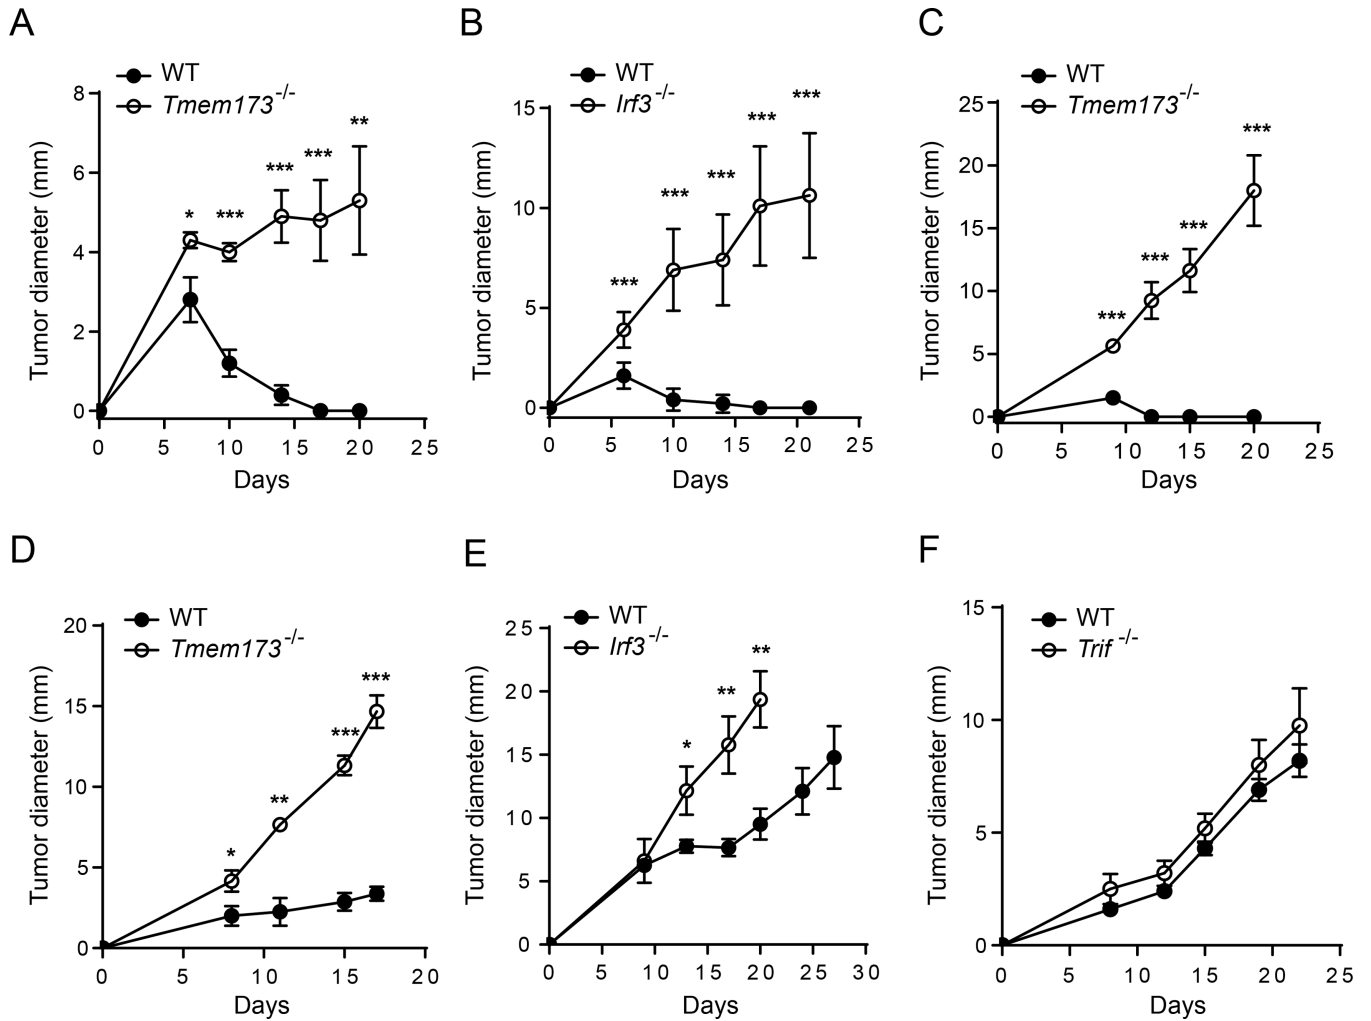 A
WT
Tmem173-/-
8
6
4
2
0
Tumor diameter (mm)
*
***
***
***
**
0 5 10 15 20 25
Days
B
WT
Irf3-/-
15
10
5
0
Tumor diameter (mm)
***
***
***
***
***
0 5 10 15 20 25
Days
C
WT
Tmem173-/-
25
20
15
10
5
0
Tumor diameter (mm)
***
***
***
***
0 5 10 15 20 25
Days
D
WT
Tmem173-/-
20
15
10
5
0
Tumor diameter (mm)
*
**
***
***
0 5 10 15 20
Days
E
WT
Irf3-/-
25
20
15
10
5
0
Tumor diameter (mm)
*
**
**
0 5 10 15 20 25 30
Days
F
WT
Trif -/-
15
10
5
0
Tumor diameter (mm)
0 5 10 15 20 25
Days